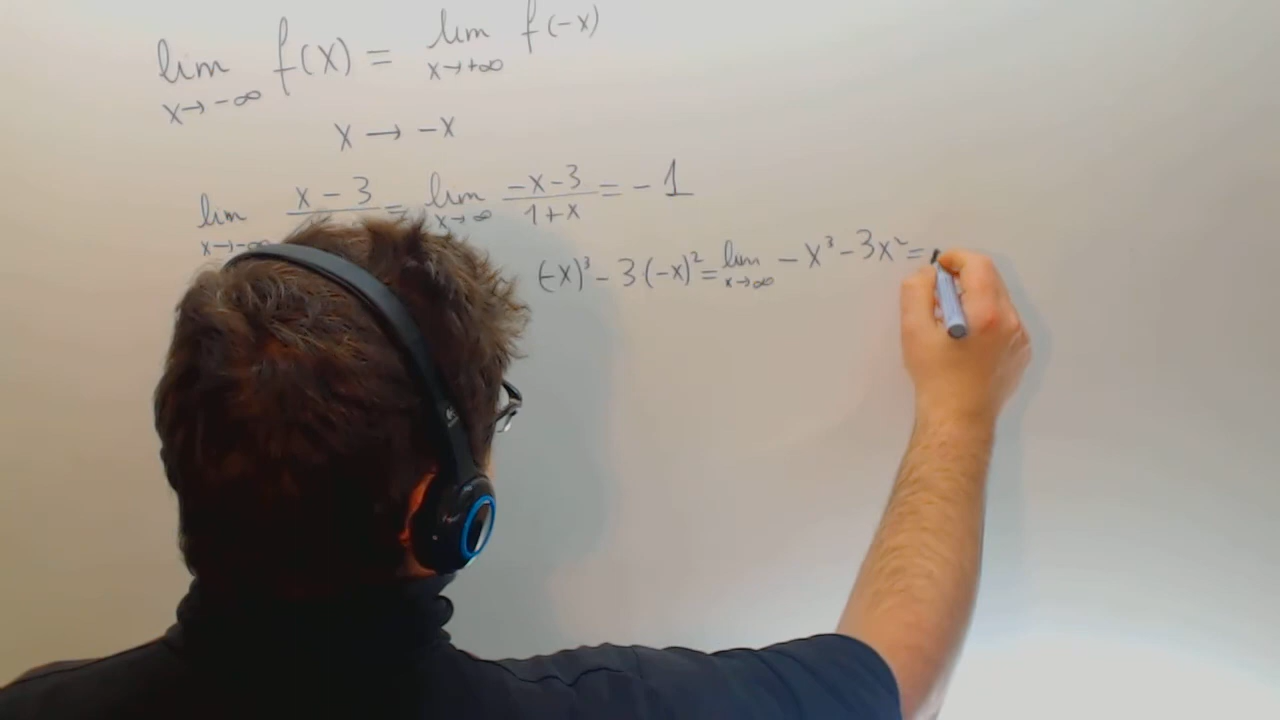 lim f(x) = lim f(-x)
x→-∞ x→+∞
x → -x
lim x - 3 = lim -x-3 = - 1
x→-∞ x→∞ 1+x
(-x)³ - 3(-x)² = lim - x³ - 3x² =
x→∞